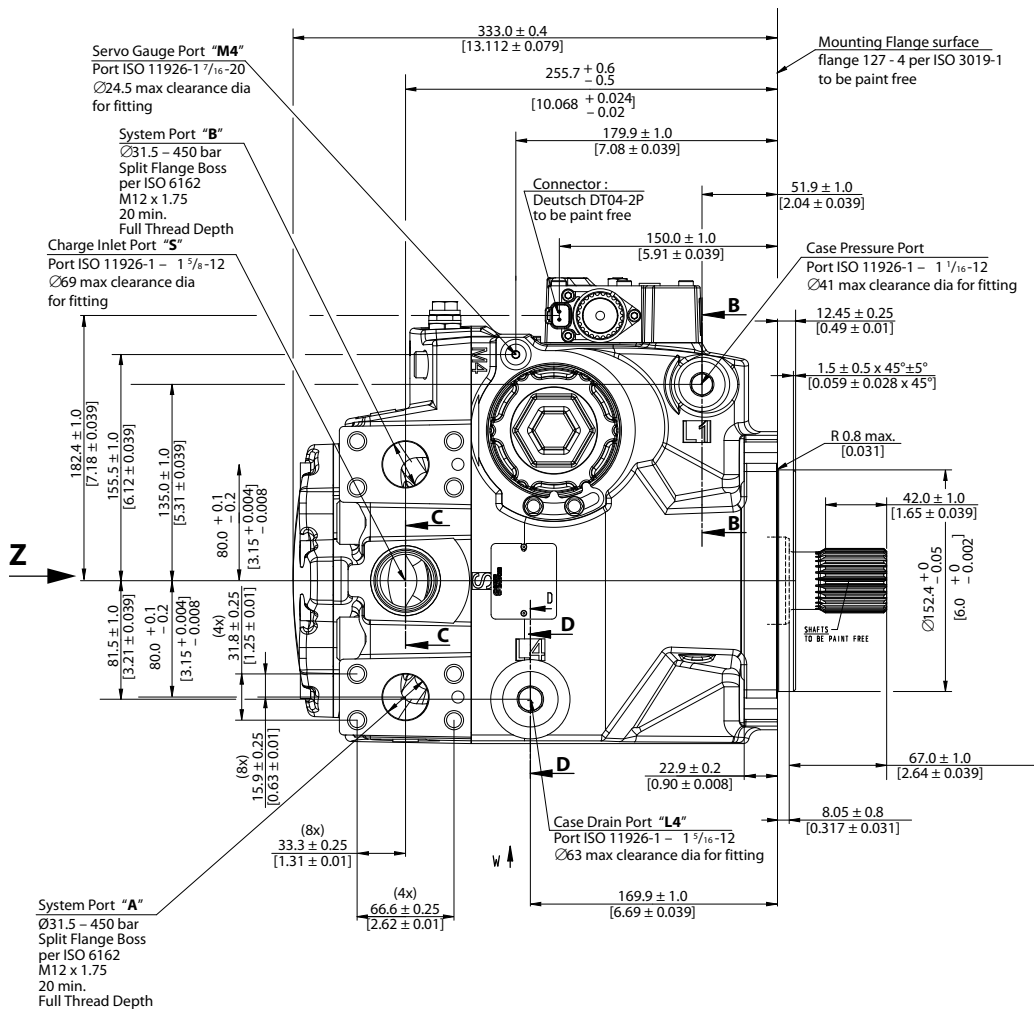 333.0 ± 0.4
[13.112 ± 0.079]
Servo Gauge Port "M4"
Port ISO 11926-1 7/16-20
∅24.5 max clearance dia
for fitting
255.7 + 0.6 – 0.5
[10.068 + 0.024 – 0.02]
Mounting Flange surface
flange 127 - 4 per ISO 3019-1
to be paint free
System Port "B"
∅31.5 – 450 bar
Split Flange Boss
per ISO 6162
M12 x 1.75
20 min.
Full Thread Depth
179.9 ± 1.0
[7.08 ± 0.039]
Connector :
Deutsch DT04-2P
to be paint free
51.9 ± 1.0
[2.04 ± 0.039]
150.0 ± 1.0
[5.91 ± 0.039]
Charge Inlet Port "S"
Port ISO 11926-1 – 1 5/8-12
∅69 max clearance dia
for fitting
Case Pressure Port
Port ISO 11926-1 – 1 1/16-12
∅41 max clearance dia for fitting
B
12.45 ± 0.25
[0.49 ± 0.01]
M4
1.5 ± 0.5 x 45°±5°
[0.059 ± 0.028 x 45°]
L1
R 0.8 max.
[0.031]
182.4 ± 1.0
[7.18 ± 0.039]
155.5 ± 1.0
[6.12 ± 0.039]
135.0 ± 1.0
[5.31 ± 0.039]
80.0 + 0.1 – 0.2
[3.15 + 0.004 – 0.008]
42.0 ± 1.0
[1.65 ± 0.039]
C
B
Z
S
∅152.4 + 0 – 0.05
[6.0 + 0 – 0.002]
D
SHAFTS
TO BE PAINT FREE
81.5 ± 1.0
[3.21 ± 0.039]
80.0 + 0.1 – 0.2
[3.15 + 0.004 – 0.008]
(4x)
31.8 ± 0.25
[1.25 ± 0.01]
C
D
L4
(8x)
15.9 ± 0.25
[0.63 ± 0.01]
D
22.9 ± 0.2
[0.90 ± 0.008]
67.0 ± 1.0
[2.64 ± 0.039]
8.05 ± 0.8
[0.317 ± 0.031]
Case Drain Port "L4"
Port ISO 11926-1 – 1 5/16-12
∅63 max clearance dia for fitting
(8x)
33.3 ± 0.25
[1.31 ± 0.01]
W
(4x)
66.6 ± 0.25
[2.62 ± 0.01]
169.9 ± 1.0
[6.69 ± 0.039]
System Port "A"
Ø31.5 – 450 bar
Split Flange Boss
per ISO 6162
M12 x 1.75
20 min.
Full Thread Depth